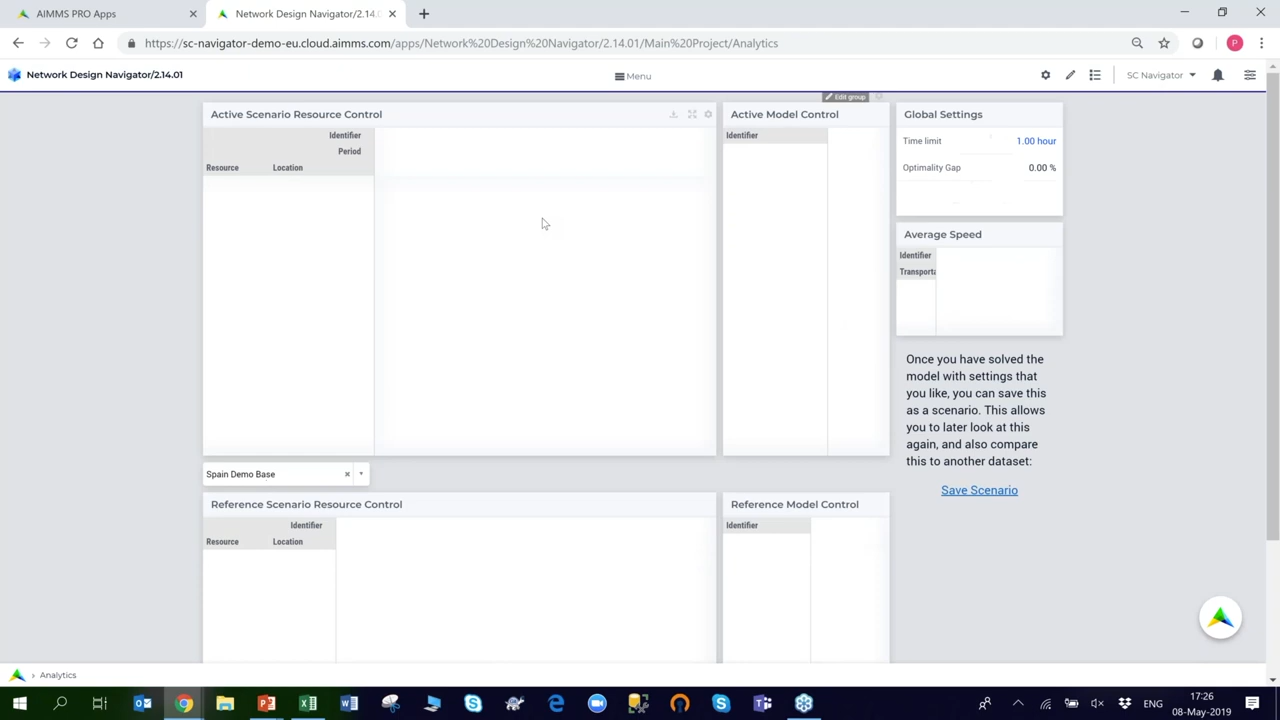 AIMMS PRO Apps
Network Design Navigator/2.14.0
https://sc-navigator-demo-eu.cloud.aimms.com/apps/Network%20Design%20Navigator/2.14.01/Main%20Project/Analytics
Network Design Navigator/2.14.01
Menu
SC Navigator
Edit group
Active Scenario Resource Control
Active Model Control
Global Settings
Identifier
Period
Resource
Location
Identifier
Time limit
1.00 hour
Optimality Gap
0.00 %
Average Speed
Identifier
Transporta
Once you have solved the
model with settings that
you like, you can save this
as a scenario. This allows
you to later look at this
again, and also compare
this to another dataset:
Save Scenario
Spain Demo Base
Reference Scenario Resource Control
Reference Model Control
Identifier
Resource
Location
Identifier
Analytics
ENG
17:26
08-May-2019